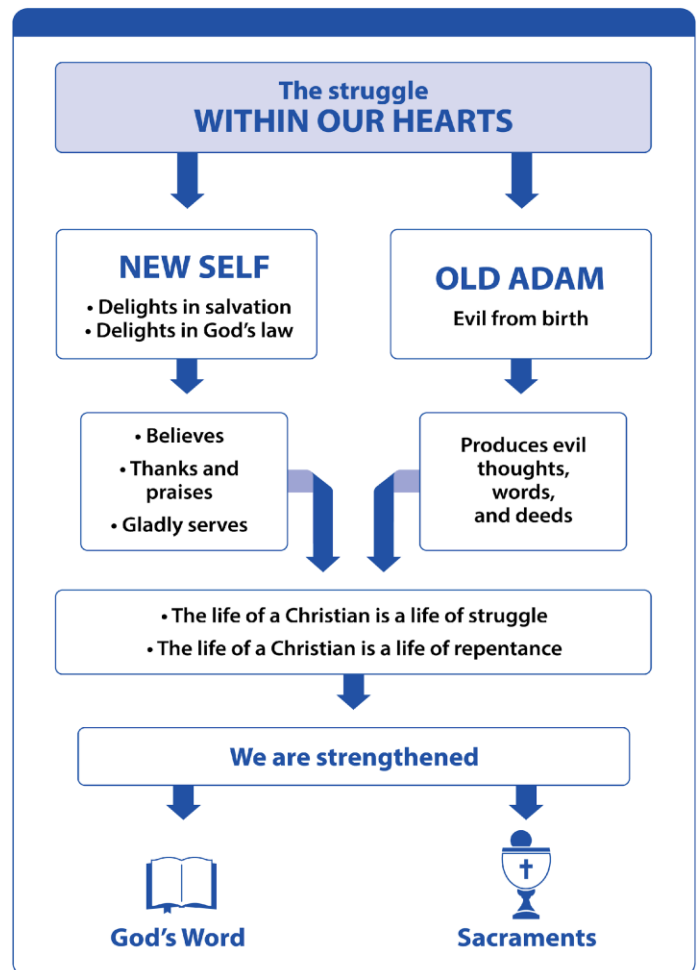 The struggle
WITHIN OUR HEARTS
NEW SELF
• Delights in salvation
• Delights in God's law
OLD ADAM
Evil from birth
• Believes
• Thanks and
praises
• Gladly serves
Produces evil
thoughts,
words,
and deeds
• The life of a Christian is a life of struggle
• The life of a Christian is a life of repentance
We are strengthened
God's Word
Sacraments